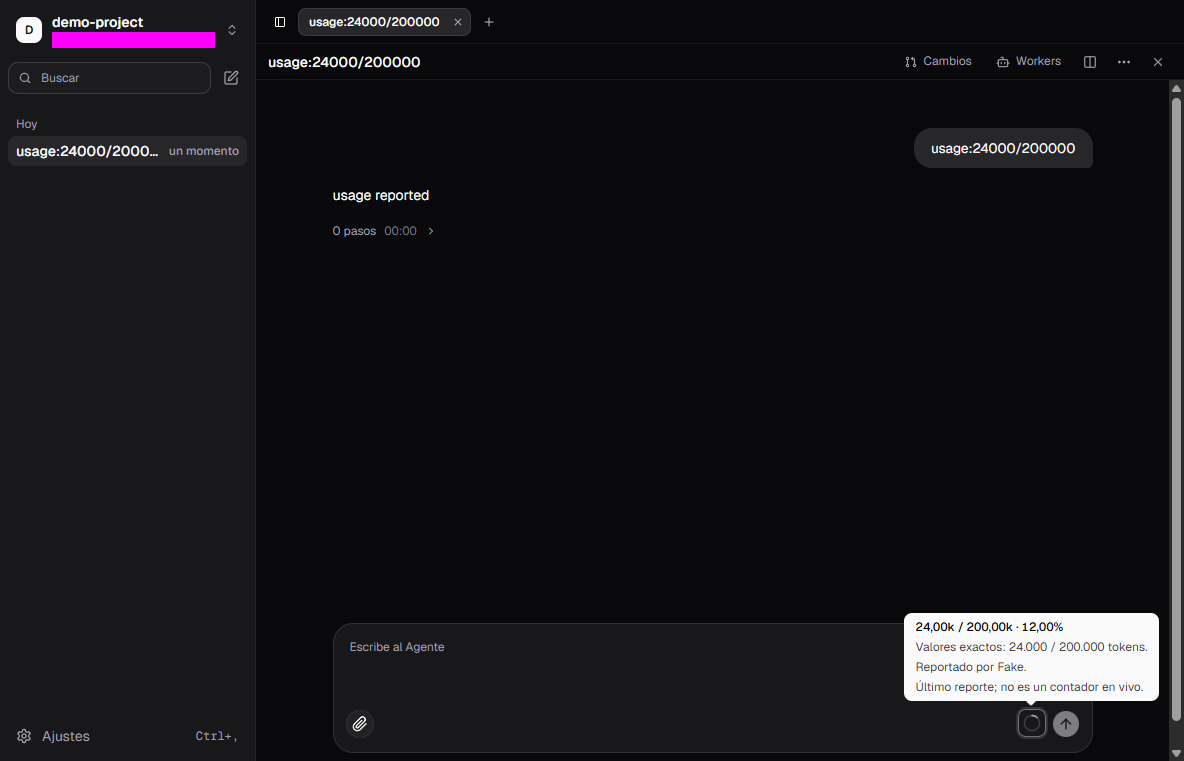 D
demo-project
Buscar
Hoy
usage:24000/2000... un momento
Ajustes Ctrl+,
usage:24000/200000
usage:24000/200000
Cambios Workers
usage:24000/200000
usage reported
0 pasos 00:00
24,00k / 200,00k · 12,00%
Valores exactos: 24.000 / 200.000 tokens.
Reportado por Fake.
Último reporte; no es un contador en vivo.
Escribe al Agente